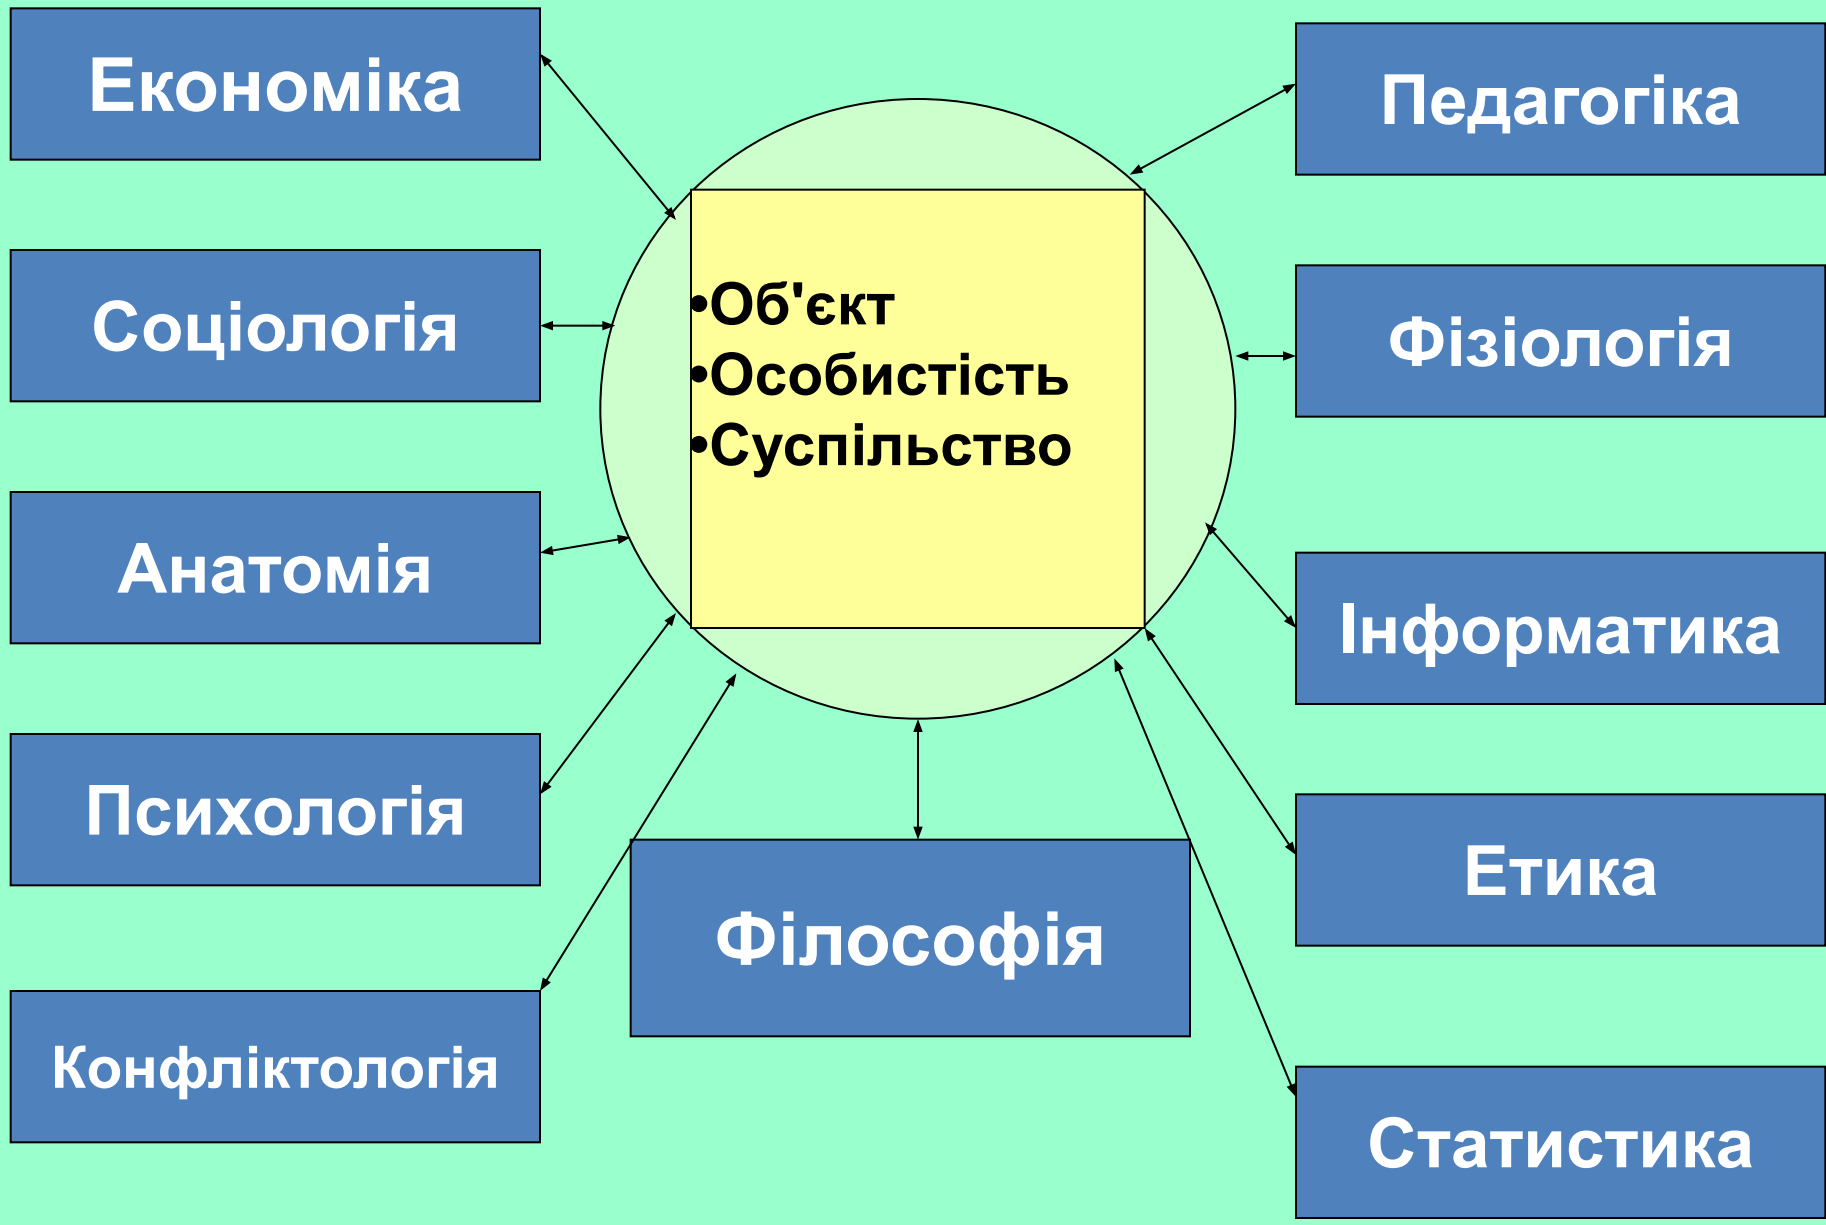 Економіка
Соціологія
Анатомія
Психологія
Конфліктологія
•Об'єкт
•Особистість
•Суспільство
Філософія
Педагогіка
Фізіологія
Інформатика
Етика
Статистика